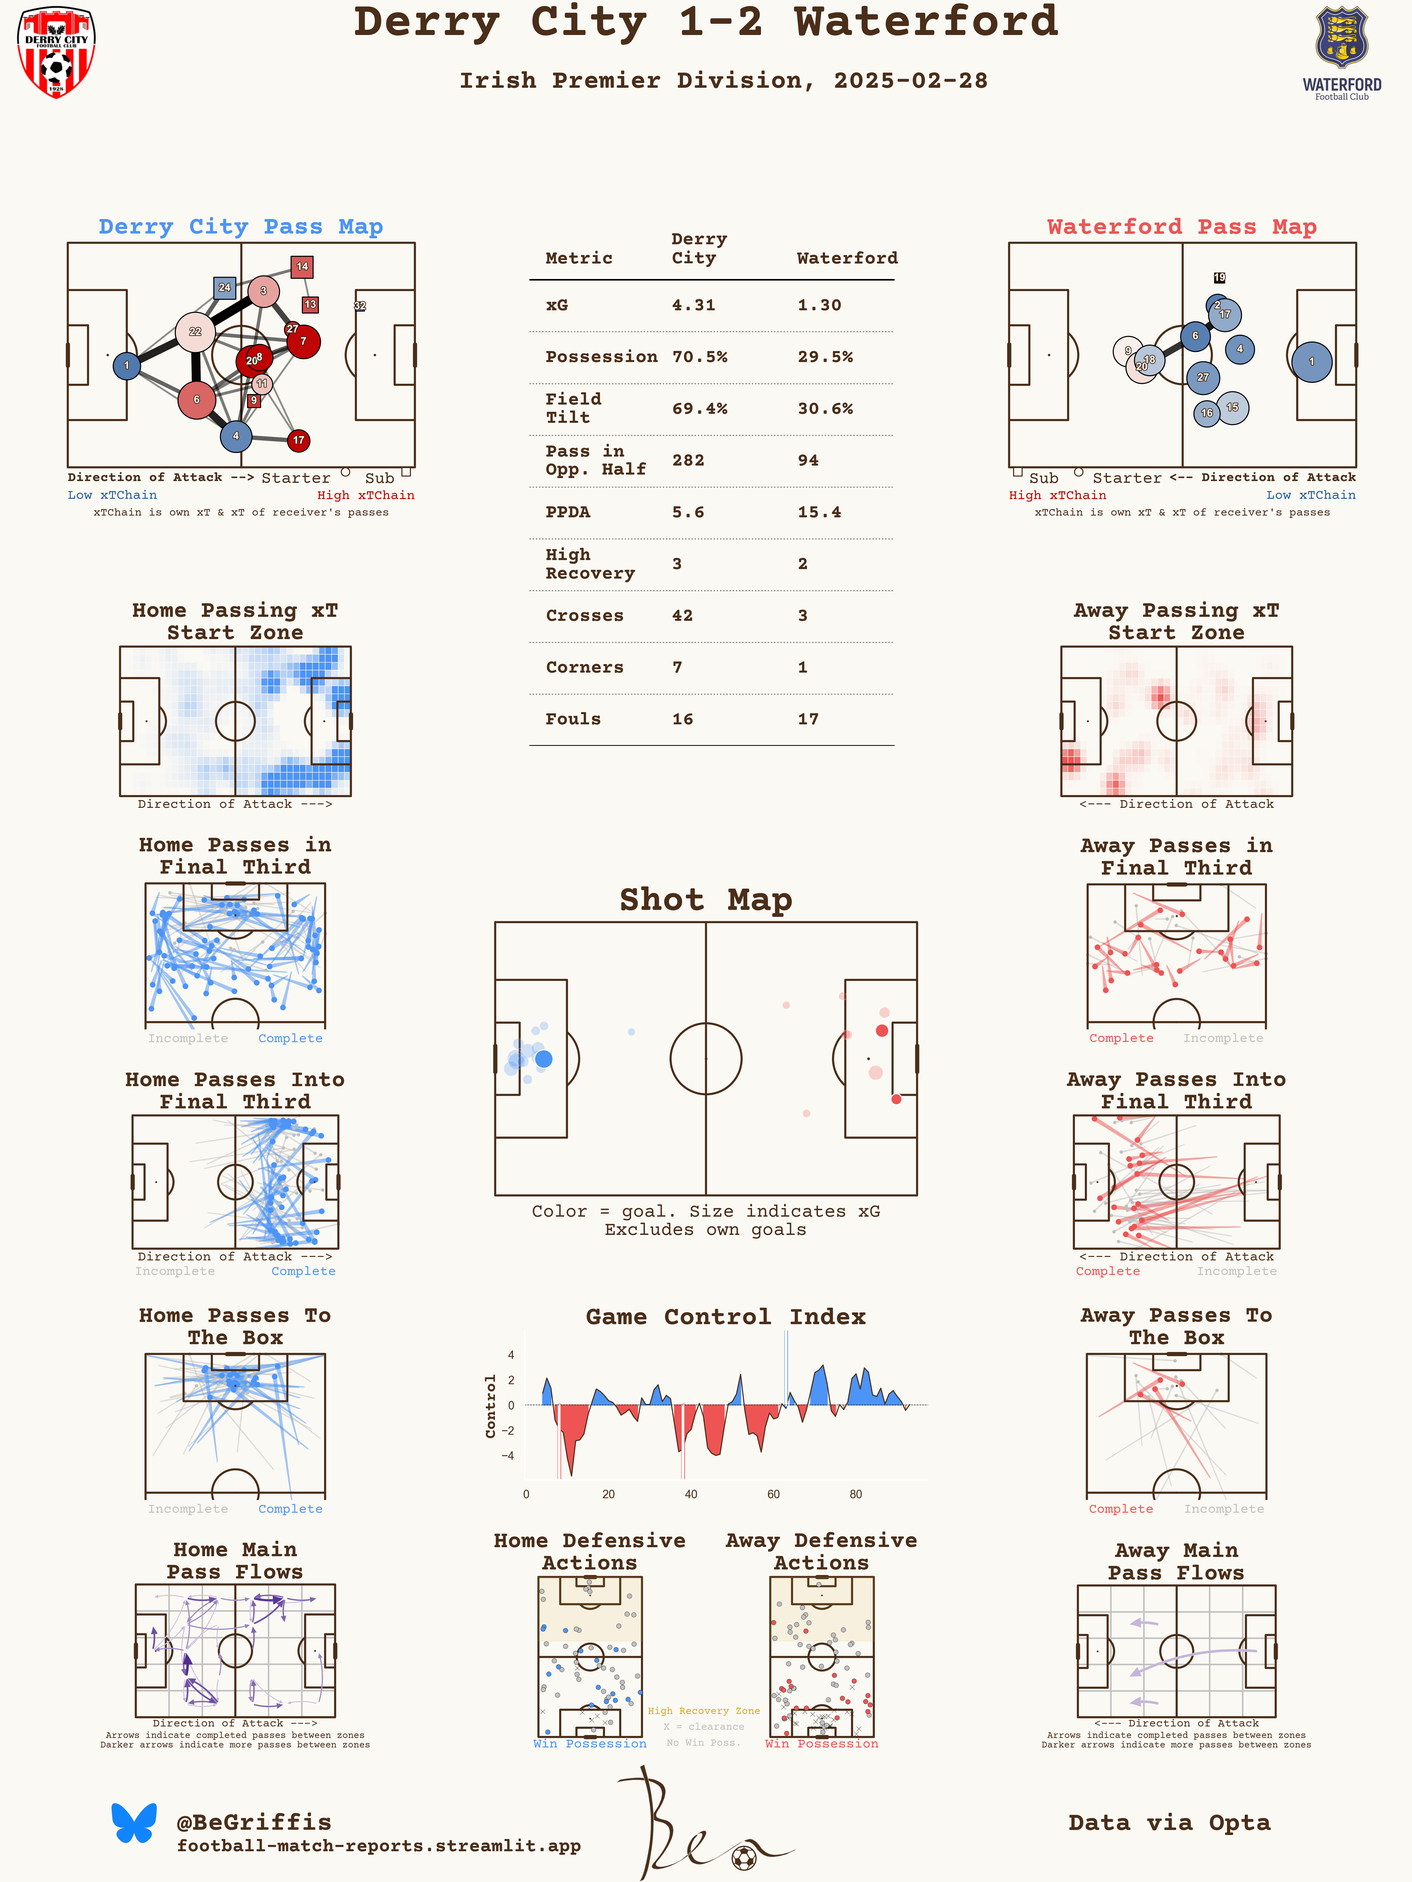 Derry City 1-2 Waterford
Irish Premier Division, 2025-02-28
DERRY CITY
FOOTBALL CLUB
1928
WATERFORD
Football Club
Derry City Pass Map
24
14
3
13
32
22
27
7
1
20
8
11
6
9
4
17
Direction of Attack --> Starter Sub
Low xTChain High xTChain
xTChain is own xT & xT of receiver's passes
Metric Derry City Waterford
xG 4.31 1.30
Possession 70.5% 29.5%
Field Tilt 69.4% 30.6%
Pass in Opp. Half 282 94
PPDA 5.6 15.4
High Recovery 3 2
Crosses 42 3
Corners 7 1
Fouls 16 17
Waterford Pass Map
19
2
17
6
9
18
20
4
1
27
16
15
Sub Starter <-- Direction of Attack
High xTChain Low xTChain
xTChain is own xT & xT of receiver's passes
Home Passing xT
Start Zone
Direction of Attack --->
Away Passing xT
Start Zone
<--- Direction of Attack
Home Passes in
Final Third
Incomplete Complete
Away Passes in
Final Third
Complete Incomplete
Shot Map
Color = goal. Size indicates xG
Excludes own goals
Home Passes Into
Final Third
Direction of Attack --->
Incomplete Complete
Away Passes Into
Final Third
<--- Direction of Attack
Complete Incomplete
Home Passes To
The Box
Incomplete Complete
Game Control Index
Control
4
2
0
−2
−4
0 20 40 60 80
Away Passes To
The Box
Complete Incomplete
Home Main
Pass Flows
Direction of Attack --->
Arrows indicate completed passes between zones
Darker arrows indicate more passes between zones
Home Defensive
Actions
Win Possession
Away Defensive
Actions
Win Possession
High Recovery Zone
X = clearance
No Win Poss.
Away Main
Pass Flows
<--- Direction of Attack
Arrows indicate completed passes between zones
Darker arrows indicate more passes between zones
@BeGriffis
football-match-reports.streamlit.app
Ben
Data via Opta